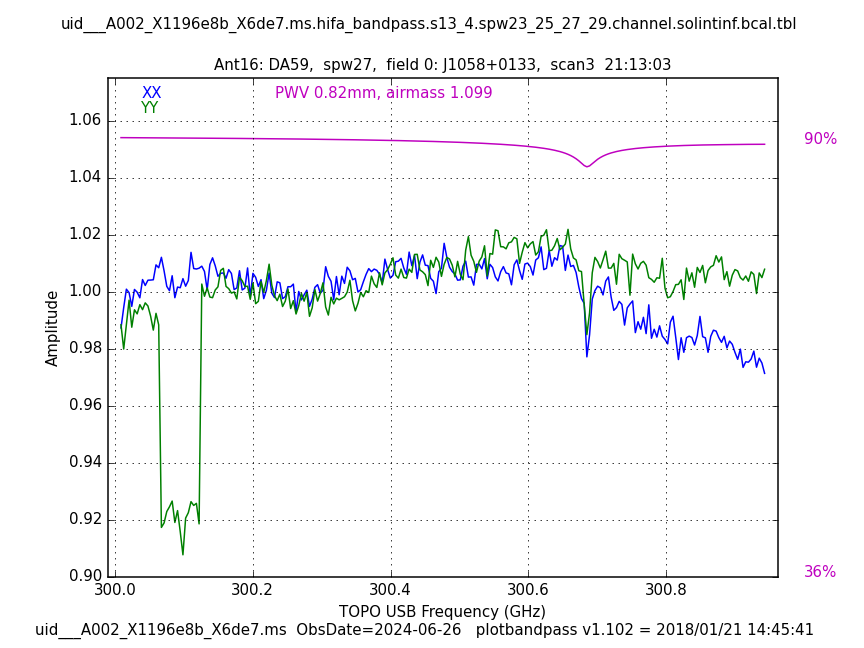 uid___A002_X1196e8b_X6de7.ms.hifa_bandpass.s13_4.spw23_25_27_29.channel.solintinf.bcal.tbl
Ant16: DA59,  spw27,  field 0: J1058+0133,  scan3  21:13:03
XX
YY
PWV 0.82mm, airmass 1.099
90%
36%
Amplitude
1.06
1.04
1.02
1.00
0.98
0.96
0.94
0.92
0.90
300.0 300.2 300.4 300.6 300.8
TOPO USB Frequency (GHz)
uid___A002_X1196e8b_X6de7.ms  ObsDate=2024-06-26   plotbandpass v1.102 = 2018/01/21 14:45:41